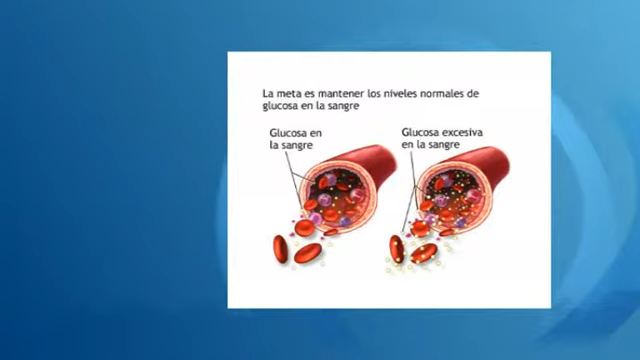 La meta es mantener los niveles normales de
glucosa en la sangre
Glucosa en
la sangre
Glucosa excesiva
en la sangre